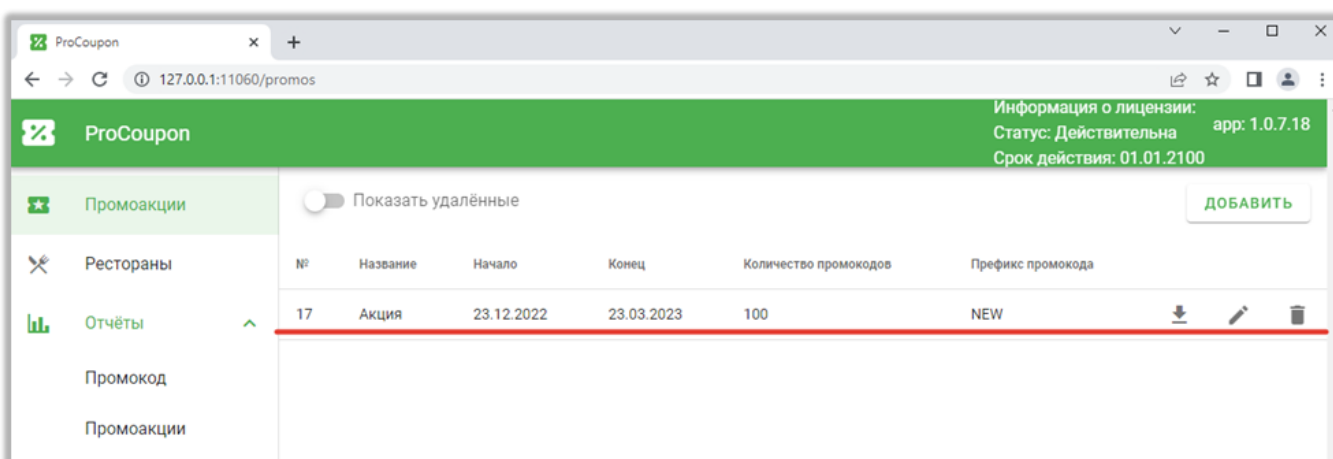 ProCoupon
127.0.0.1:11060/promos
ProCoupon
Информация о лицензии:
Статус: Действительна
Срок действия: 01.01.2100
app: 1.0.7.18
Промоакции
Показать удалённые
ДОБАВИТЬ
Рестораны
№ Название Начало Конец Количество промокодов Префикс промокода
Отчёты
17 Акция 23.12.2022 23.03.2023 100 NEW
Промокод
Промоакции